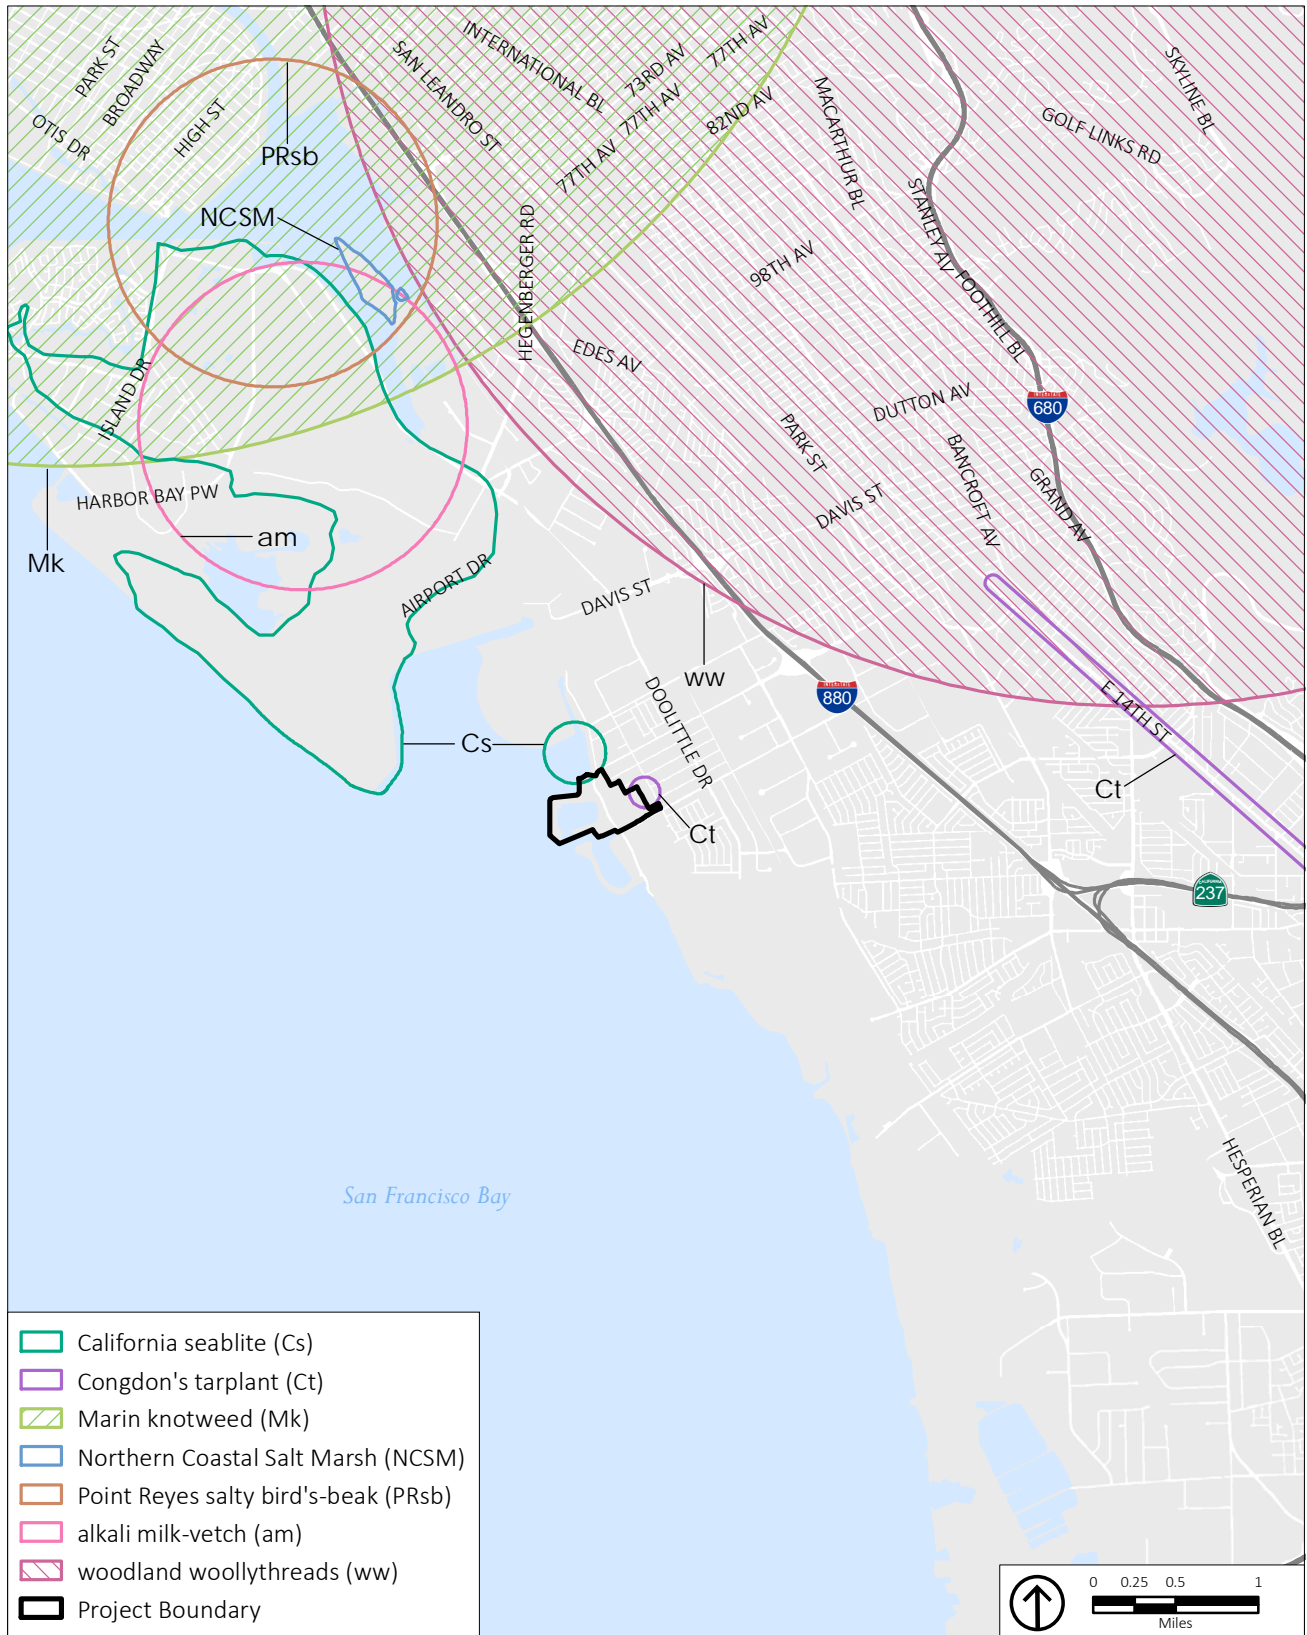 PARK ST
BROADWAY
OTIS DR
HIGH ST
PRsb
NCSM
SAN LEANDRO ST
INTERNATIONAL BL
73RD AV
77TH AV
77TH AV
82ND AV
77TH AV
MACARTHUR BL
SKYLINE BL
GOLF LINKS RD
STANLEY AV
FOOTHILL BL
98TH AV
HEGENBERGER RD
EDES AV
ISLAND DR
680
DUTTON AV
PARK ST
BANCROFT AV
GRAND AV
DAVIS ST
HARBOR BAY PW
am
Mk
AIRPORT DR
DAVIS ST
ww
880
DOOLITTLE DR
E 14TH ST
Cs
Ct
Ct
237
San Francisco Bay
HESPERIAN BL
California seablite (Cs)
Congdon's tarplant (Ct)
Marin knotweed (Mk)
Northern Coastal Salt Marsh (NCSM)
Point Reyes salty bird's-beak (PRsb)
alkali milk-vetch (am)
woodland woollythreads (ww)
Project Boundary
0 0.25 0.5 1
Miles